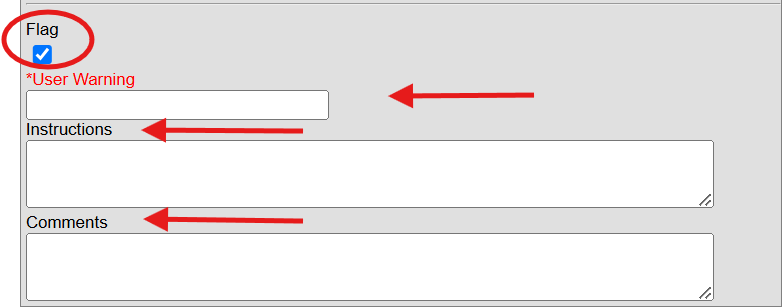 Flag
*User Warning
Instructions
Comments